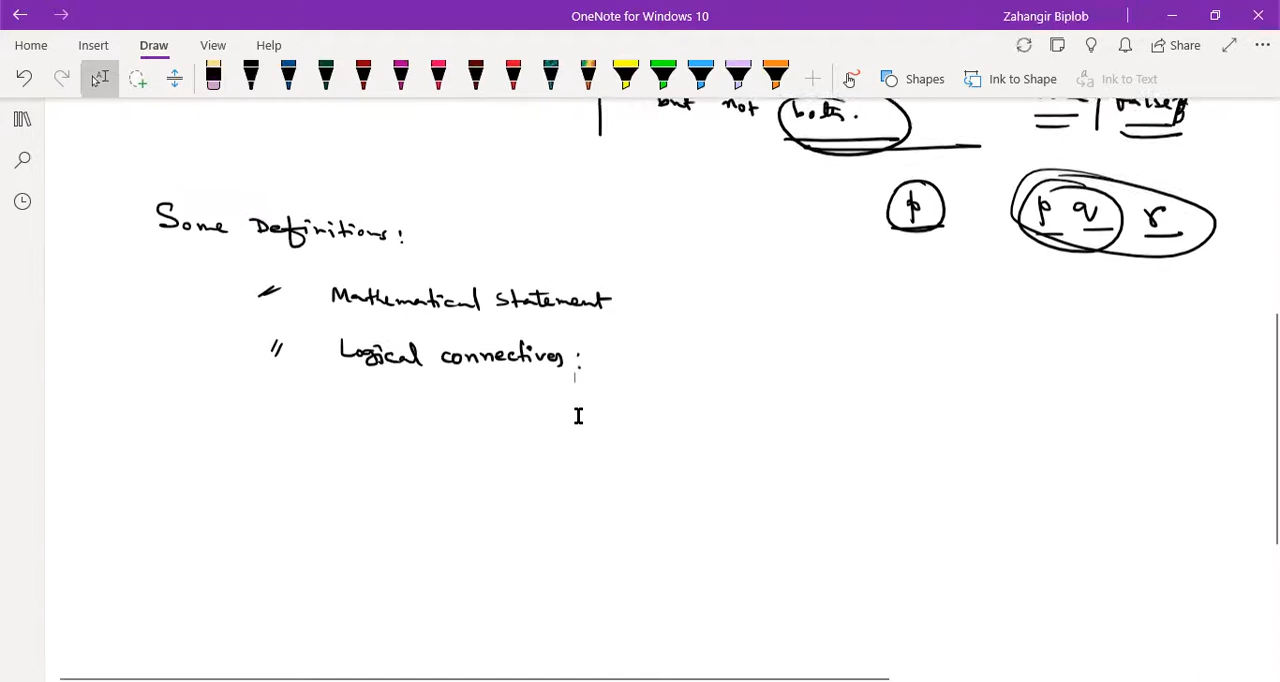 OneNote for Windows 10
Zahangir Biplob
Home Insert Draw View Help
Share
Shapes Ink to Shape Ink to Text
but not both. false
p p q r
Some Definitions:
Mathematical statement
" Logical connectives: